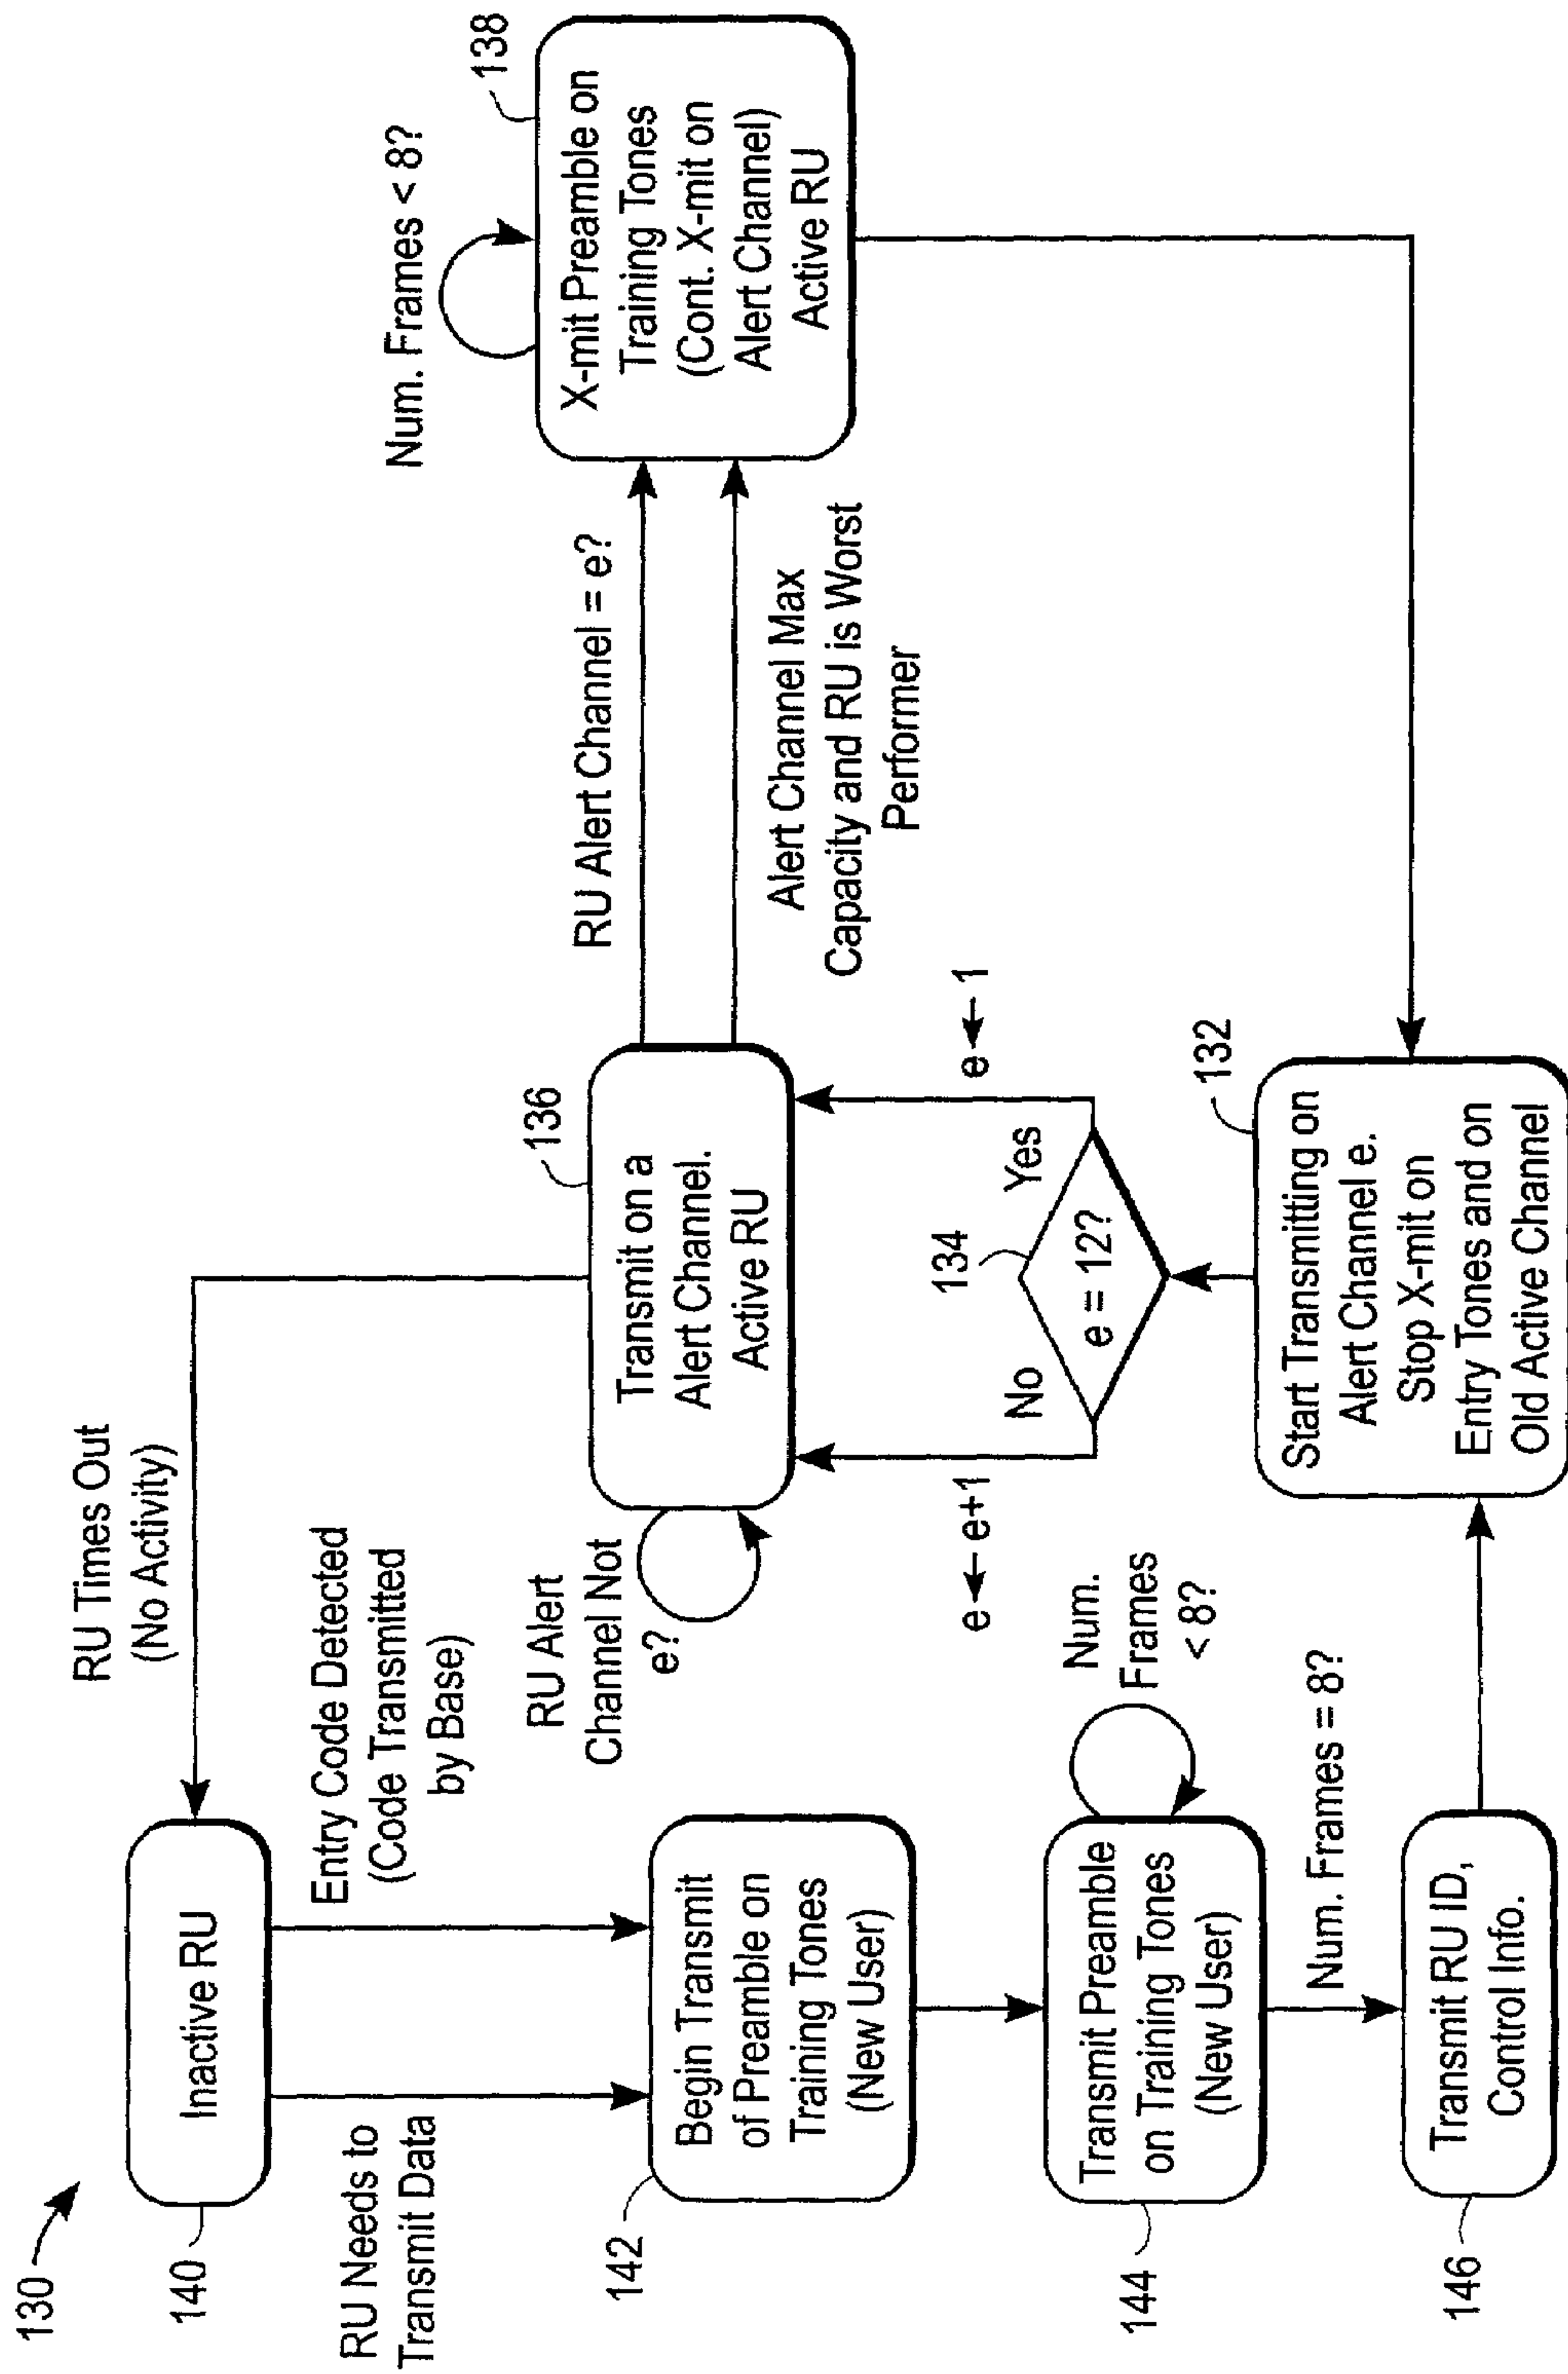 130
140
Inactive RU
RU Times Out
(No Activity)
RU Needs to
Transmit Data
Entry Code Detected
(Code Transmitted
by Base)
142
Begin Transmit
of Preamble on
Training Tones
(New User)
144
Transmit Preamble
on Training Tones
(New User)
Num.
Frames
< 8?
Num. Frames = 8?
146
Transmit RU ID,
Control Info.
RU Alert
Channel Not
e?
136
Transmit on a
Alert Channel.
Active RU
e ← e+1
No
134
e = 12?
Yes
e ← 1
132
Start Transmitting on
Alert Channel e.
Stop X-mit on
Entry Tones and on
Old Active Channel
RU Alert Channel = e?
Alert Channel Max
Capacity and RU is Worst
Performer
Num. Frames < 8?
138
X-mit Preamble on
Training Tones
(Cont. X-mit on
Alert Channel)
Active RU